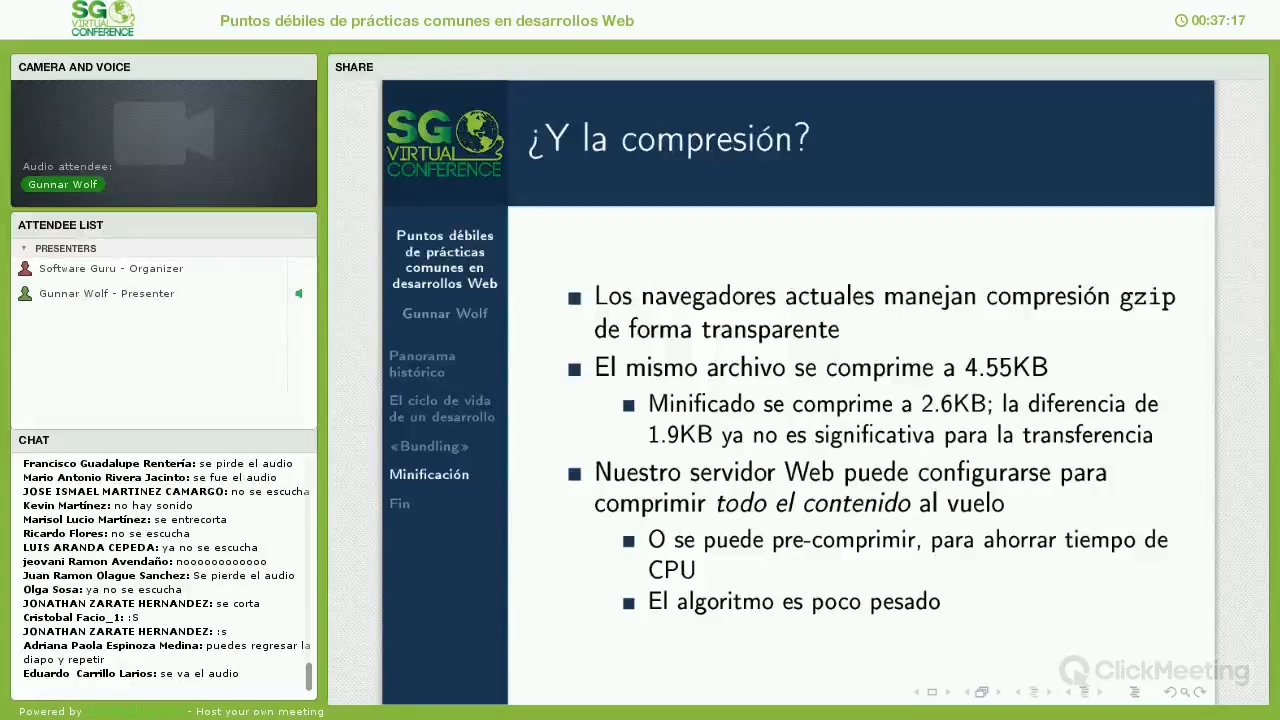 SG
VIRTUAL
CONFERENCE
Puntos débiles de prácticas comunes en desarrollos Web
00:37:17
CAMERA AND VOICE
Audio attendee:
Gunnar Wolf
ATTENDEE LIST
PRESENTERS
Software Guru - Organizer
Gunnar Wolf - Presenter
CHAT
Francisco Guadalupe Rentería: se pirde el audio
Mario Antonio Rivera Jacinto: se fue el audio
JOSE ISMAEL MARTINEZ CAMARGO: no se escucha
Kevin Martínez: no hay sonido
Marisol Lucio Martínez: se entrecorta
Ricardo Flores: no se escucha
LUIS ARANDA CEPEDA: ya no se escucha
jeovani Ramon Avendaño: noooooooooooo
Juan Ramon Olague Sanchez: Se pierde el audio
Olga Sosa: ya no se escucha
JONATHAN ZARATE HERNANDEZ: se corta
Cristobal Facio_1: :S
JONATHAN ZARATE HERNANDEZ: :s
Adriana Paola Espinoza Medina: puedes regresar la
diapo y repetir
Eduardo Carrillo Larios: se va el audio
Powered by
- Host your own meeting
SHARE
SG
VIRTUAL
CONFERENCE
¿Y la compresión?
Puntos débiles
de prácticas
comunes en
desarrollos Web
Gunnar Wolf
Panorama
histórico
El ciclo de vida
de un desarrollo
«Bundling»
Minificación
Fin
Los navegadores actuales manejan compresión gzip
de forma transparente
El mismo archivo se comprime a 4.55KB
Minificado se comprime a 2.6KB; la diferencia de
1.9KB ya no es significativa para la transferencia
Nuestro servidor Web puede configurarse para
comprimir todo el contenido al vuelo
O se puede pre-comprimir, para ahorrar tiempo de
CPU
El algoritmo es poco pesado
ClickMeeting